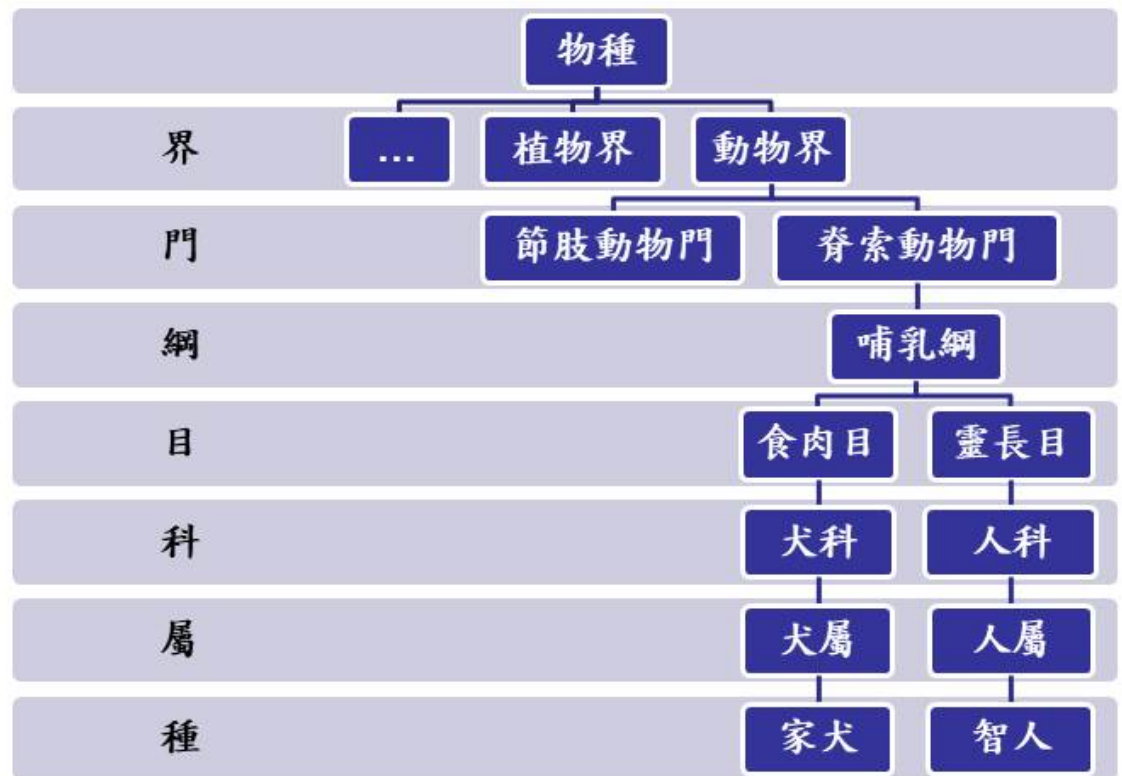 物種
界 ... 植物界 動物界
門 節肢動物門 脊索動物門
綱 哺乳綱
目 食肉目 靈長目
科 犬科 人科
屬 犬屬 人屬
種 家犬 智人